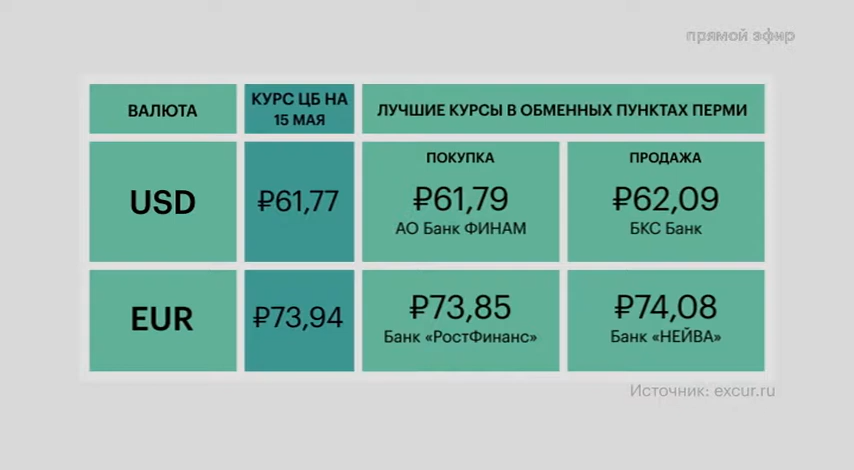 прямой эфир
ВАЛЮТА
КУРС ЦБ НА
15 МАЯ
ЛУЧШИЕ КУРСЫ В ОБМЕННЫХ ПУНКТАХ ПЕРМИ
USD
₽61,77
ПОКУПКА
₽61,79
АО Банк ФИНАМ
ПРОДАЖА
₽62,09
БКС Банк
EUR
₽73,94
₽73,85
Банк «РостФинанс»
₽74,08
Банк «НЕЙВА»
Источник: excur.ru